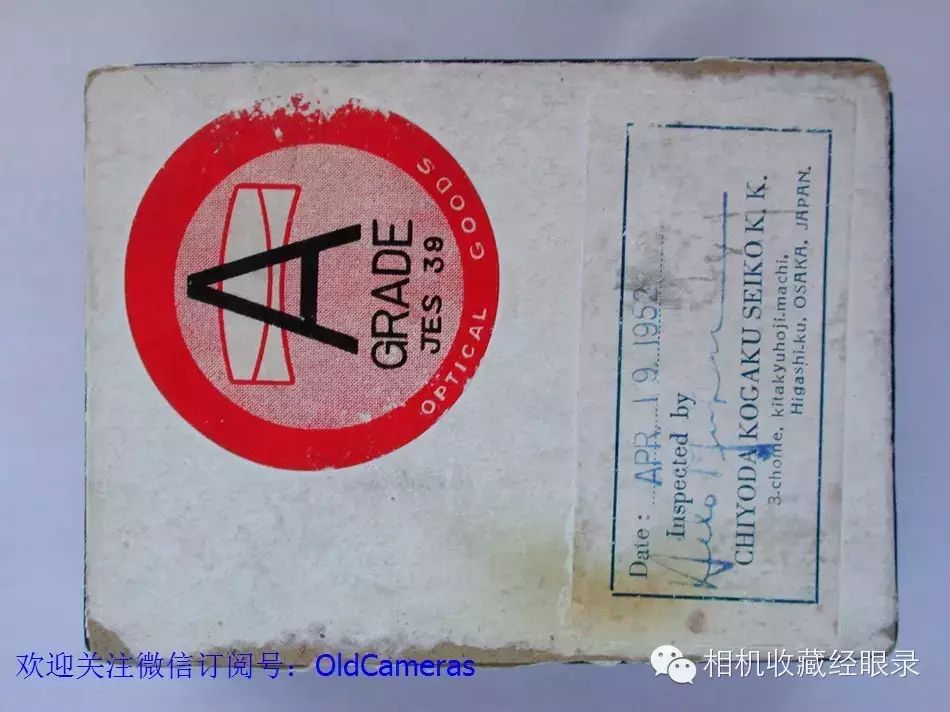 A
GRADE
JES 39
OPTICAL GOODS
Date: APR 19 1952
Inspected by
CHIYODA KOGAKU SEIKO K. K.
3-chome, kitakyuhoji-machi,
Higashi-ku, OSAKA, JAPAN.
欢迎关注微信订阅号：OldCameras
相机收藏经眼录